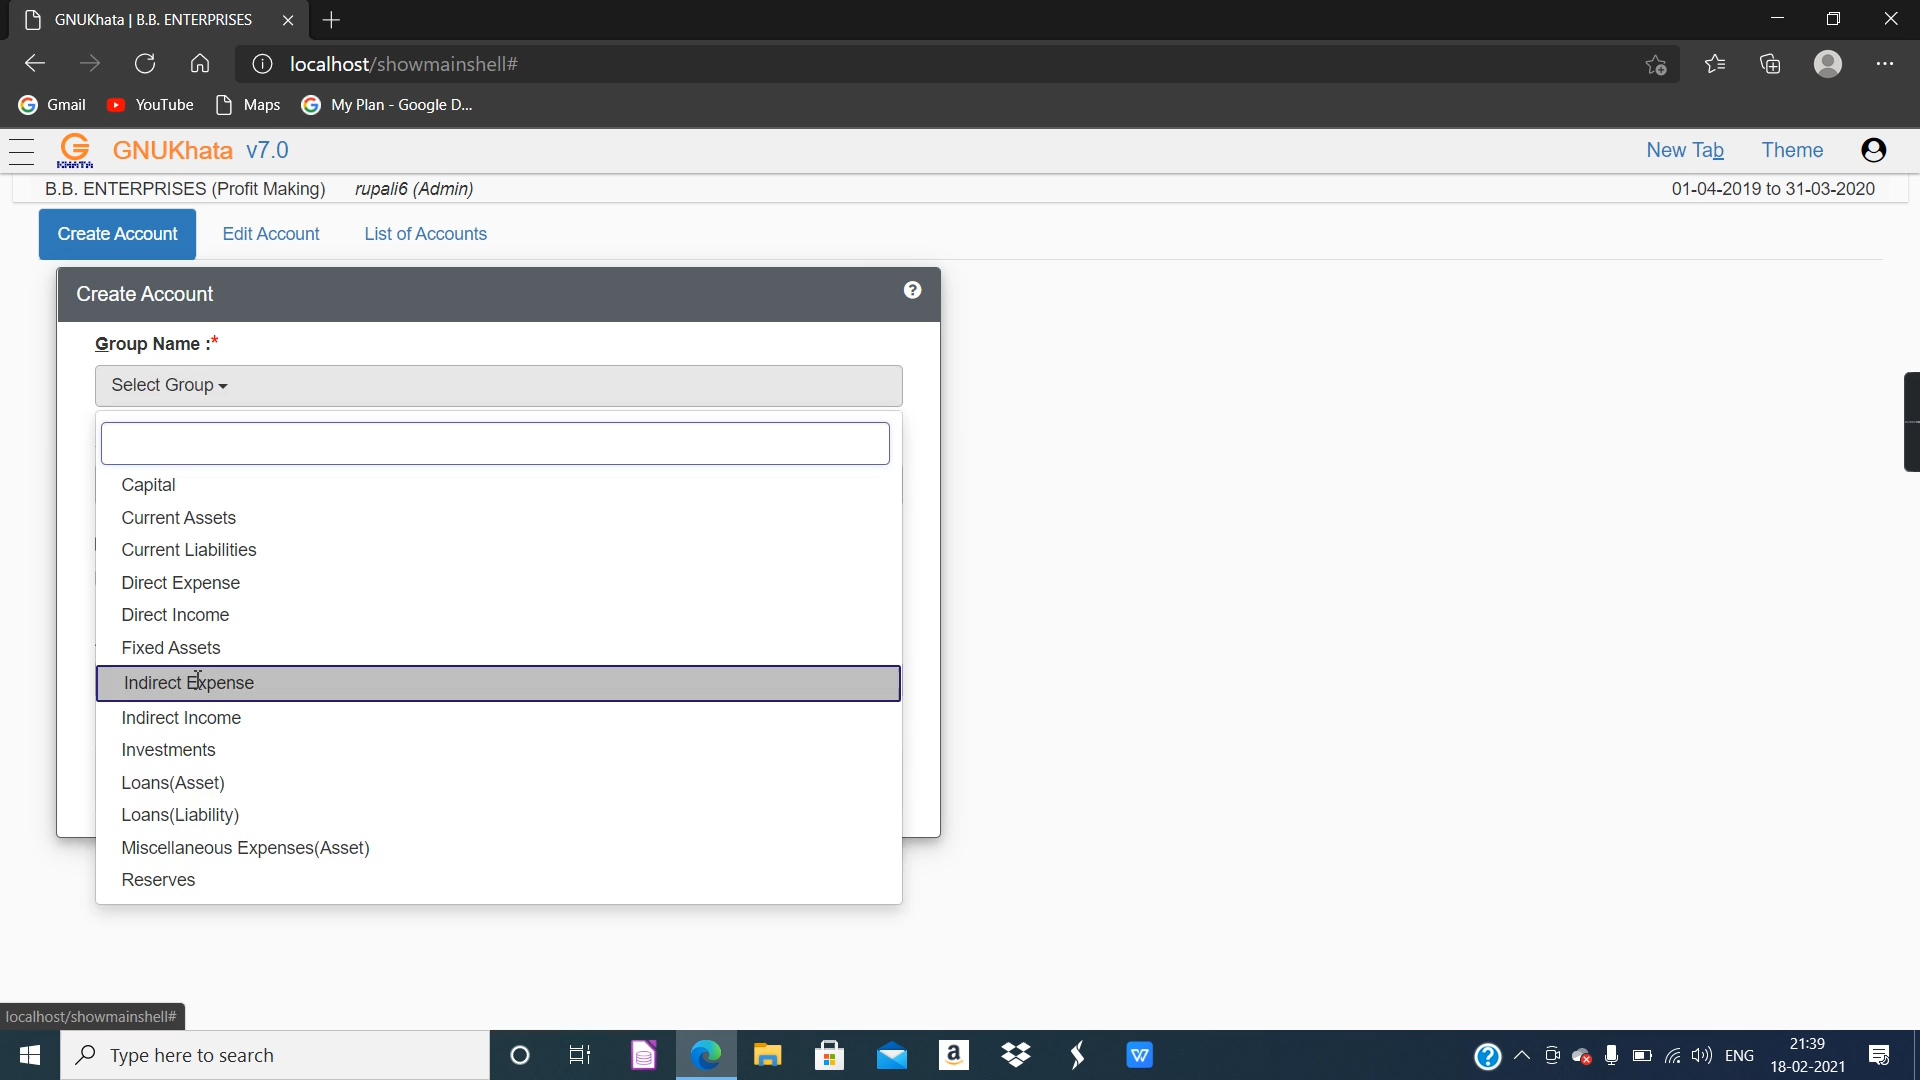 GNUKhata | B.B. ENTERPRISES
localhost/showmainshell#
Gmail YouTube Maps My Plan - Google D...
KHATA GNUKhata v7.0 New Tab Theme
B.B. ENTERPRISES (Profit Making) rupali6 (Admin) 01-04-2019 to 31-03-2020
Create Account Edit Account List of Accounts
Create Account
Group Name :*
Select Group
Capital
Current Assets
Current Liabilities
Direct Expense
Direct Income
Fixed Assets
Indirect Expense
Indirect Income
Investments
Loans(Asset)
Loans(Liability)
Miscellaneous Expenses(Asset)
Reserves
localhost/showmainshell#
Type here to search
ENG
21:39
18-02-2021